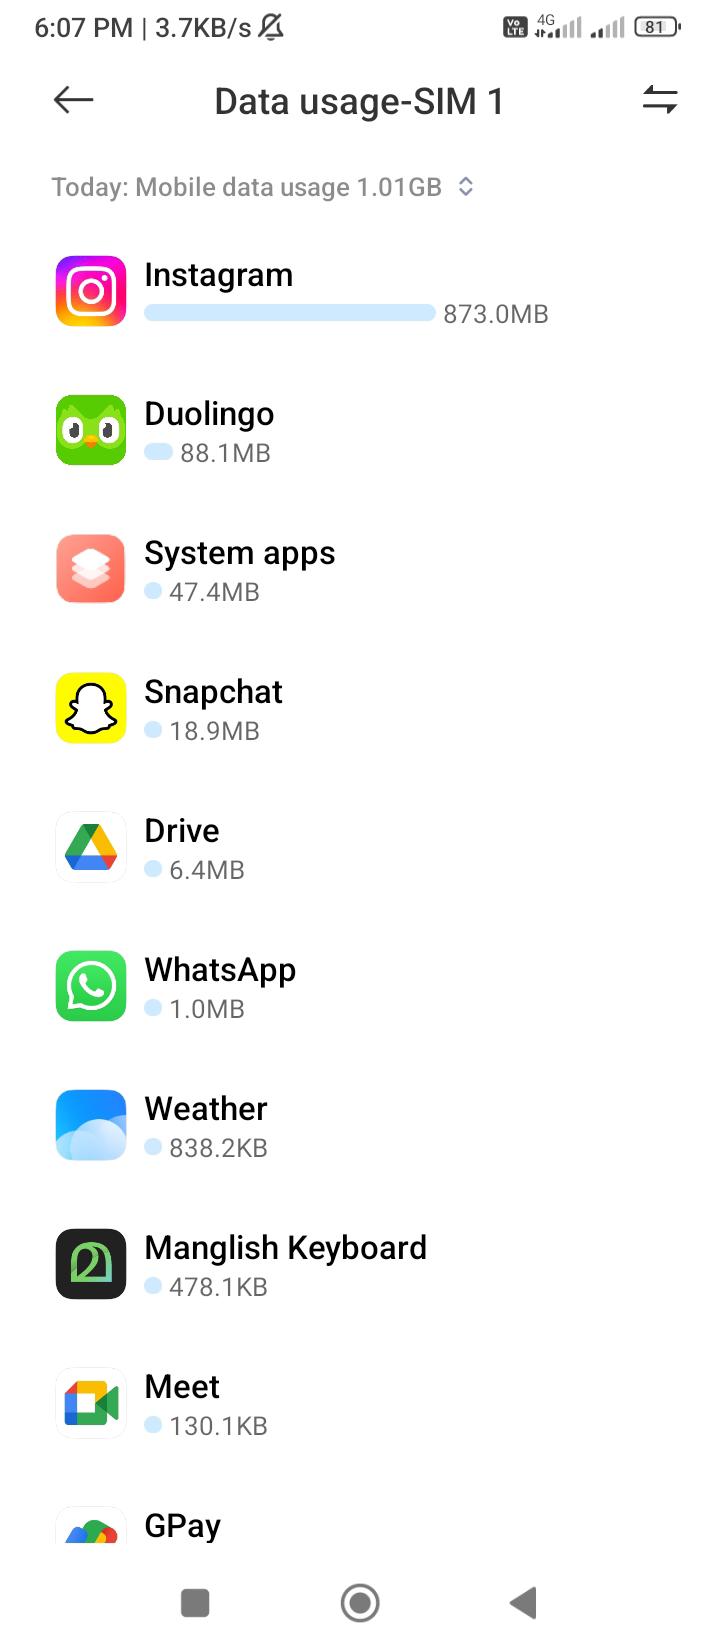 6:07 PM | 3.7KB/s
Vo LTE 4G 81
Data usage-SIM 1
Today: Mobile data usage 1.01GB
Instagram
873.0MB
Duolingo
88.1MB
System apps
47.4MB
Snapchat
18.9MB
Drive
6.4MB
WhatsApp
1.0MB
Weather
838.2KB
Manglish Keyboard
478.1KB
Meet
130.1KB
GPay